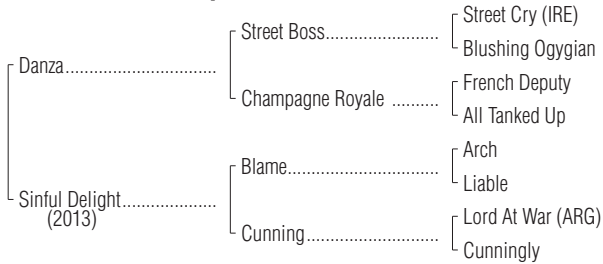 Street Cry (IRE)
Street Boss........................
Blushing Ogygian
Danza................................
French Deputy
Champagne Royale ..........
All Tanked Up
Arch
Blame................................
Liable
Sinful Delight....................
(2013)
Lord At War (ARG)
Cunning............................
Cunningly